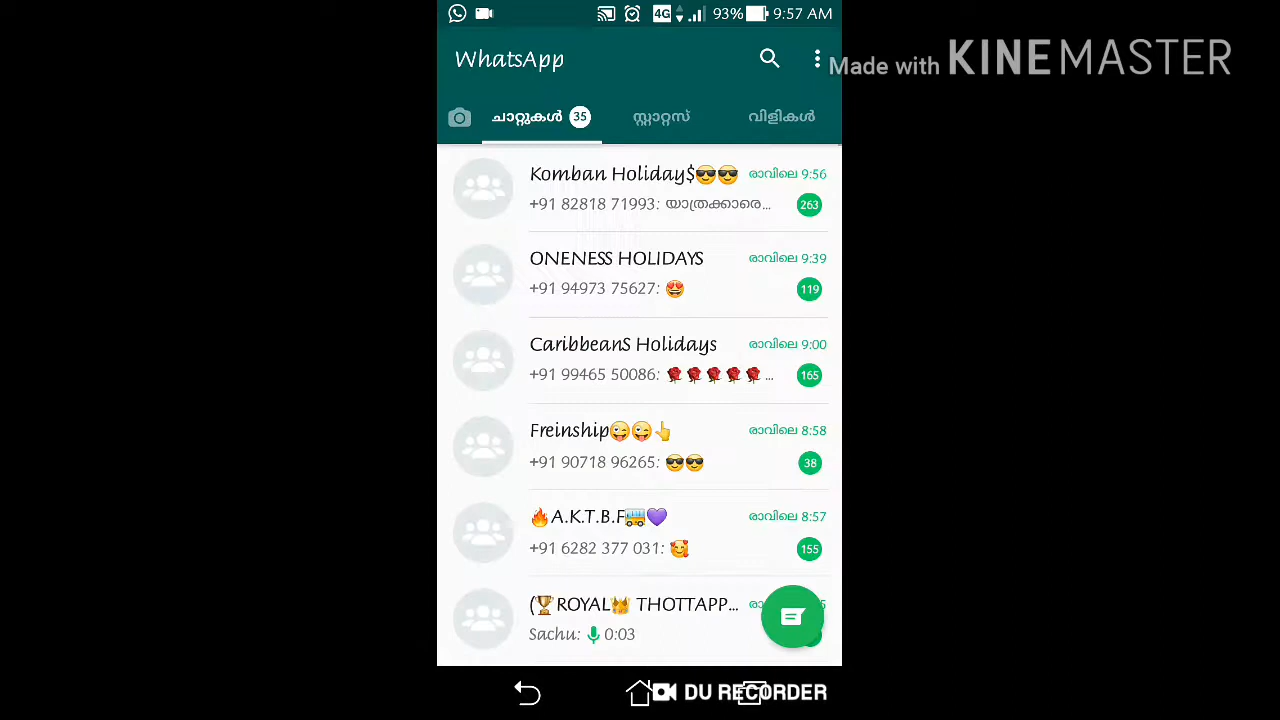 4G 93% 9:57 AM
WhatsApp
Made with KINEMASTER
ചാറ്റുകൾ 35 സ്റ്റാറ്റസ് വിളികൾ
Komban Holiday$😎😎 രാവിലെ 9:56
+91 82818 71993: യാത്രക്കാരെ... 263
ONENESS HOLIDAYS രാവിലെ 9:39
+91 94973 75627: 😍 119
CaribbeanS Holidays രാവിലെ 9:00
+91 99465 50086: 🌹🌹🌹🌹🌹... 165
Freinship😜😜👆 രാവിലെ 8:58
+91 90718 96265: 😎😎 38
🔥A.K.T.B.F🚌💜 രാവിലെ 8:57
+91 6282 377 031: 🥰 155
(🏆ROYAL👑 THOTTAPP...
Sachu: 0:03
DU RECORDER